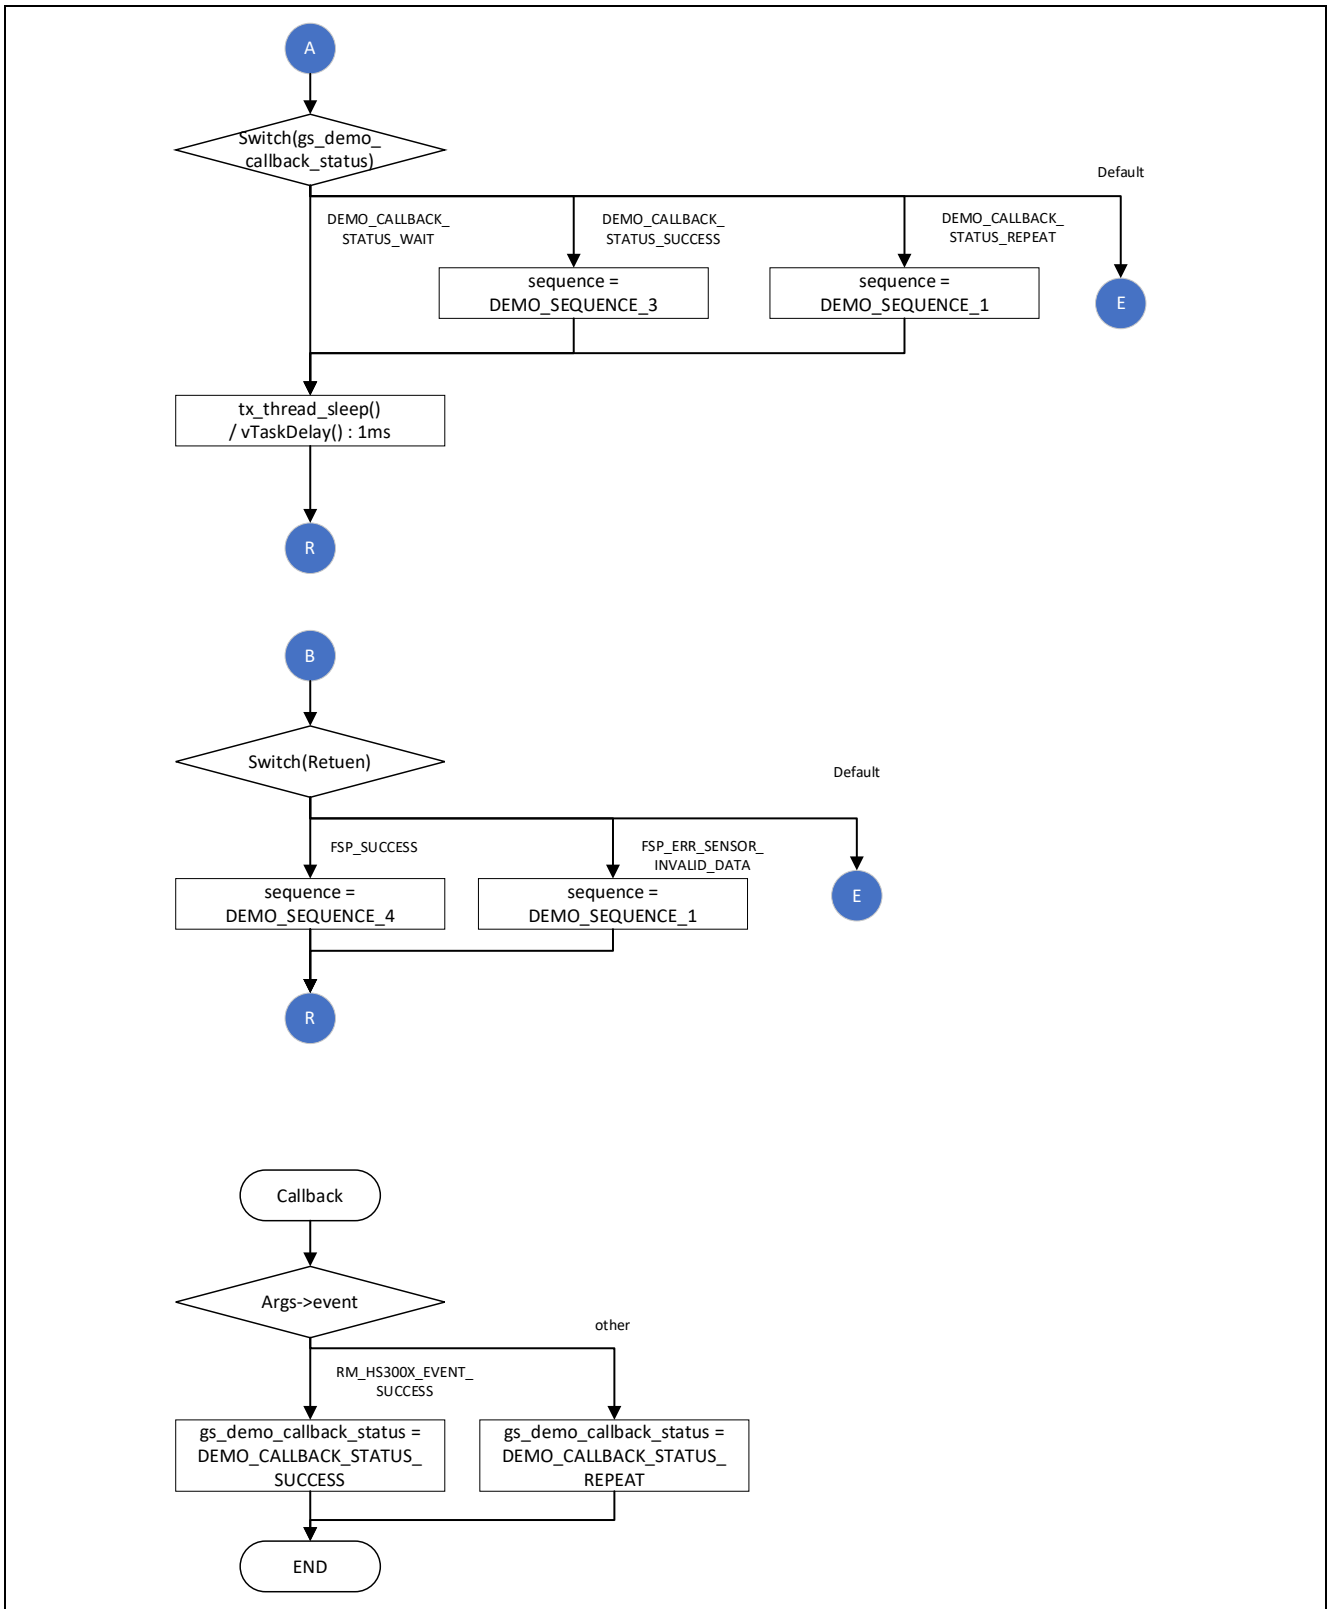 A
Switch(gs_demo_
callback_status)
Default
DEMO_CALLBACK_
STATUS_WAIT
DEMO_CALLBACK_
STATUS_SUCCESS
DEMO_CALLBACK_
STATUS_REPEAT
sequence =
DEMO_SEQUENCE_3
sequence =
DEMO_SEQUENCE_1
E
tx_thread_sleep()
/ vTaskDelay() : 1ms
R
B
Switch(Retuen)
Default
FSP_SUCCESS
FSP_ERR_SENSOR_
INVALID_DATA
sequence =
DEMO_SEQUENCE_4
sequence =
DEMO_SEQUENCE_1
E
R
Callback
Args->event
other
RM_HS300X_EVENT_
SUCCESS
gs_demo_callback_status =
DEMO_CALLBACK_STATUS_
SUCCESS
gs_demo_callback_status =
DEMO_CALLBACK_STATUS_
REPEAT
END